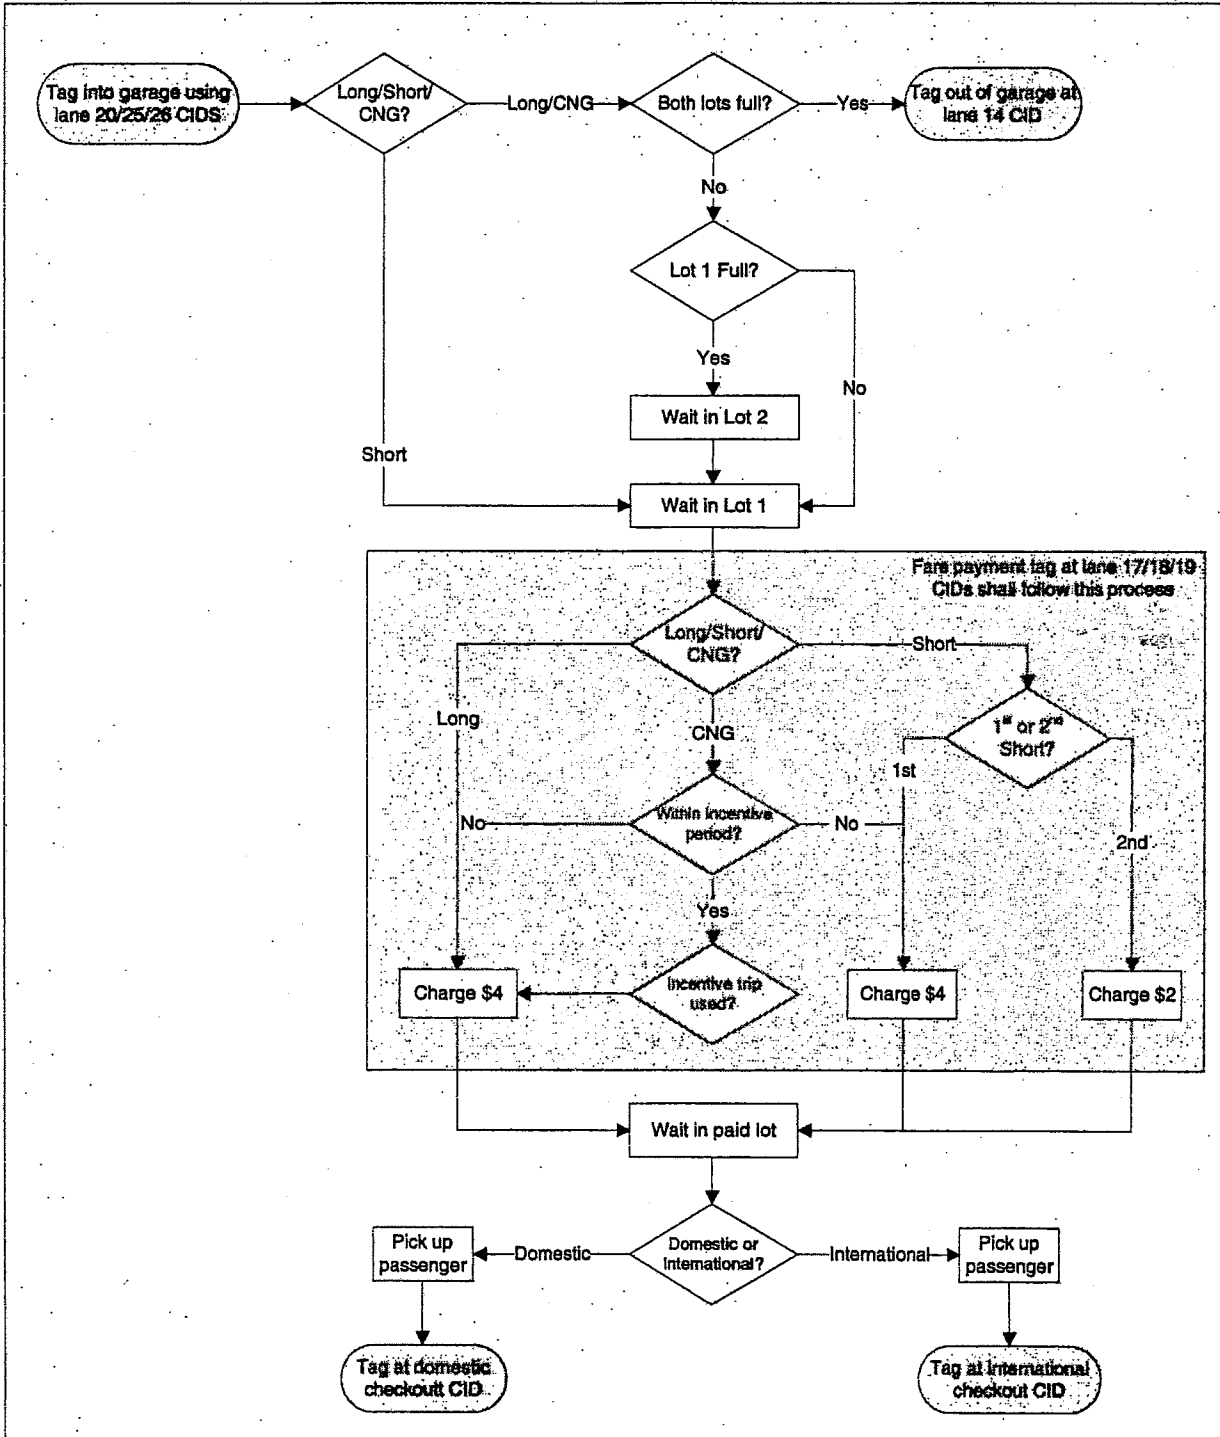 Tag into garage using
lane 20/25/26 CIDS
Long/Short/
CNG?
Long/CNG
Both lots full?
Yes
Tag out of garage at
lane 14 CID
No
Lot 1 Full?
Yes
No
Wait in Lot 2
Short
Wait in Lot 1
Fare payment tag at lane 17/18/19
CIDs shall follow this process
Long/Short/
CNG?
Short
Long
CNG
1st or 2nd
Short?
1st
Within incentive
period?
No
No
2nd
Yes
Incentive trip
used?
Charge $4
Charge $4
Charge $2
Wait in paid lot
Domestic or
International?
Domestic
International
Pick up
passenger
Pick up
passenger
Tag at domestic
checkoutt CID
Tag at international
checkout CID